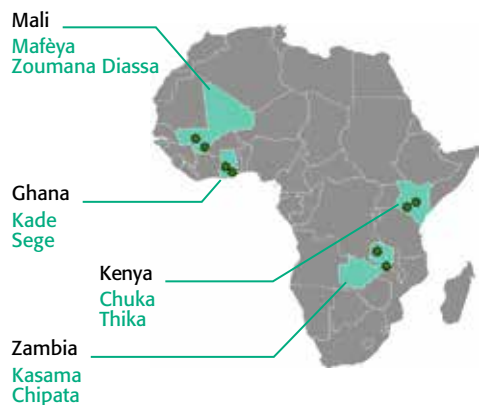 Mali
Mafèya
Zoumana Diassa
Ghana
Kade
Sege
Kenya
Chuka
Thika
Zambia
Kasama
Chipata